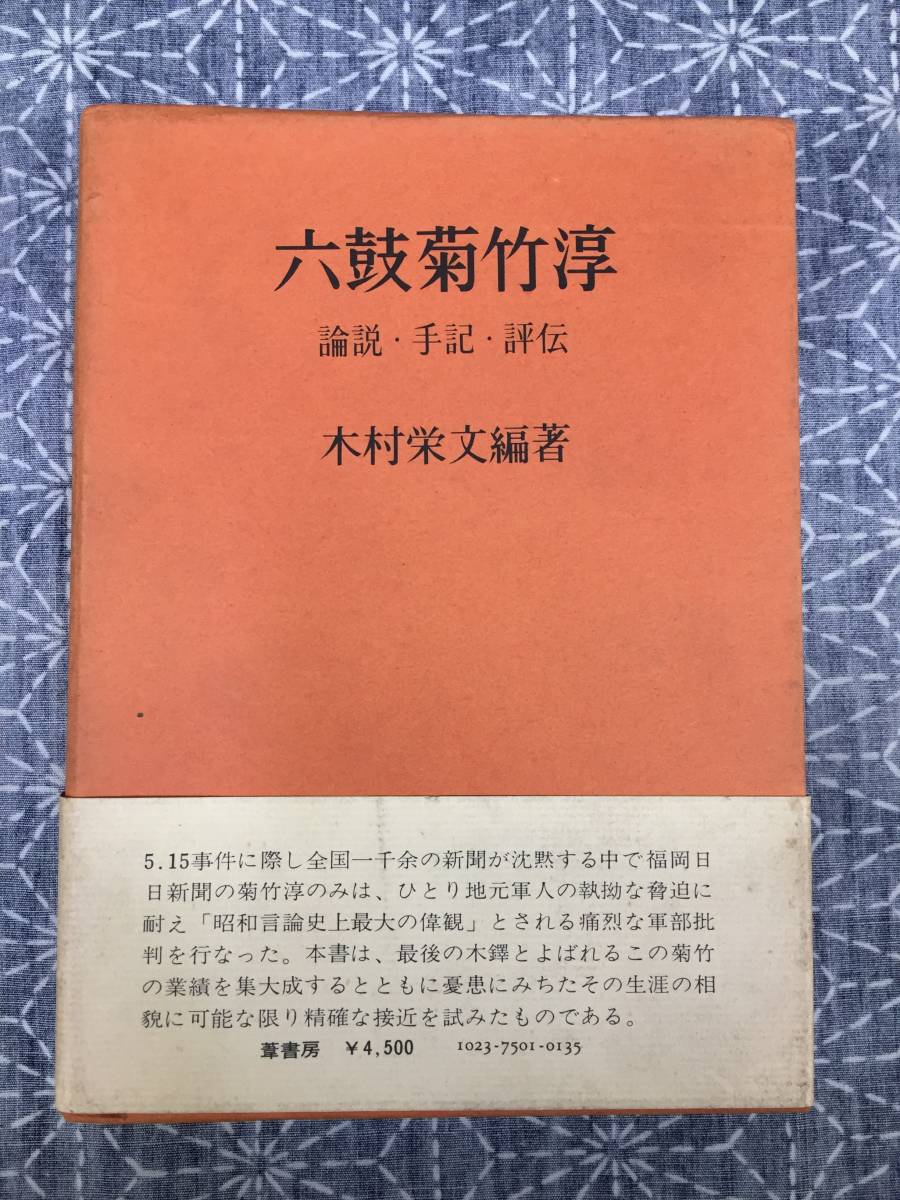 六鼓菊竹淳
論説・手記・評伝
木村栄文編著
5.15事件に際し全国一千余の新聞が沈黙する中で福岡日
日新聞の菊竹淳のみは、ひとり地元軍人の執拗な脅迫に
耐え「昭和言論史上最大の偉観」とされる痛烈な軍部批
判を行なった。本書は、最後の木鐸とよばれるこの菊竹
の業績を集大成するとともに憂患にみちたその生涯の相
貌に可能な限り精確な接近を試みたものである。
葦書房 ￥4,500 1023-7501-0135